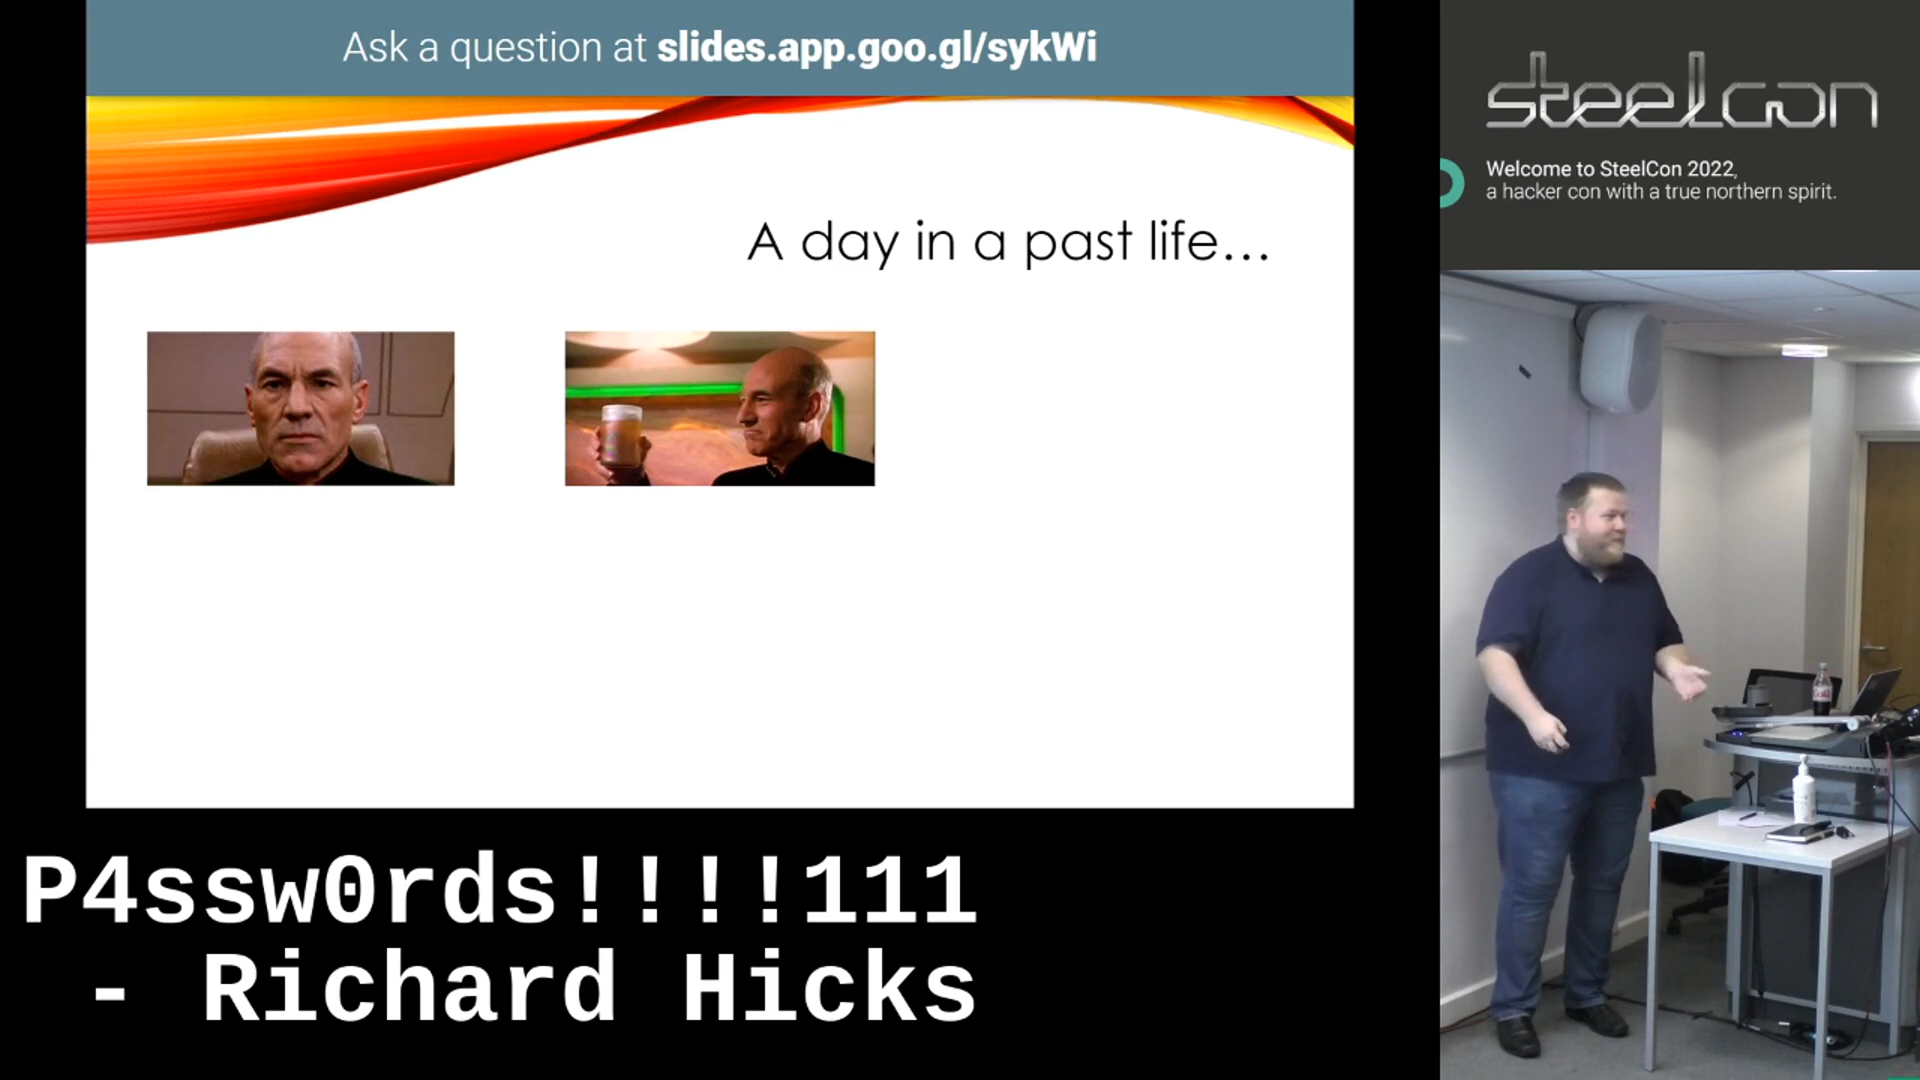 Ask a question at slides.app.goo.gl/sykWi
steelcon
Welcome to SteelCon 2022,
a hacker con with a true northern spirit.
A day in a past life...
P4ssw0rds!!!!111
- Richard Hicks